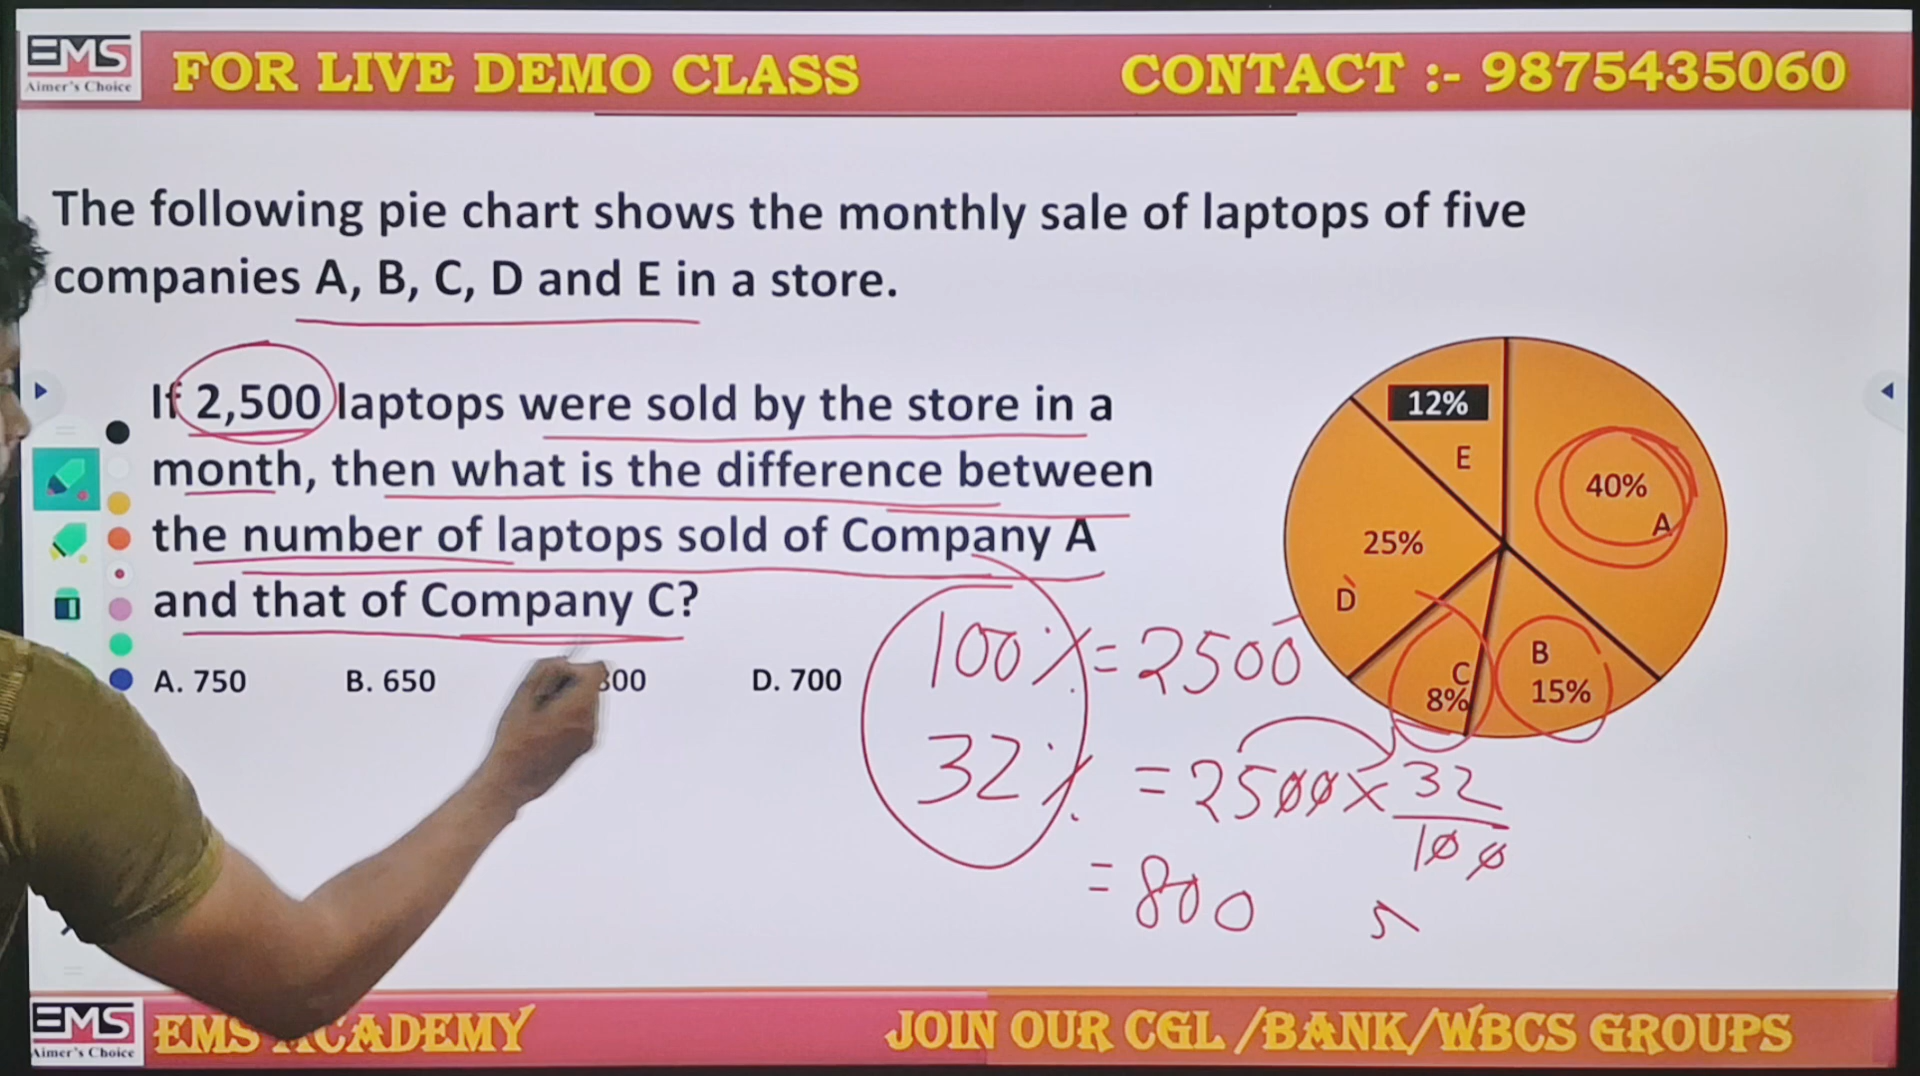 EMS
Aimer's Choice
FOR LIVE DEMO CLASS
CONTACT :- 9875435060
The following pie chart shows the monthly sale of laptops of five
companies A, B, C, D and E in a store.
If 2,500 laptops were sold by the store in a
month, then what is the difference between
the number of laptops sold of Company A
and that of Company C?
A. 750 B. 650 800 D. 700
12%
E
40%
A
25%
D
B
15%
C
8%
100% = 2500
32% = 2500 × 32/100
= 800
EMS
Aimer's Choice
EMS ACADEMY
JOIN OUR CGL /BANK/WBCS GROUPS